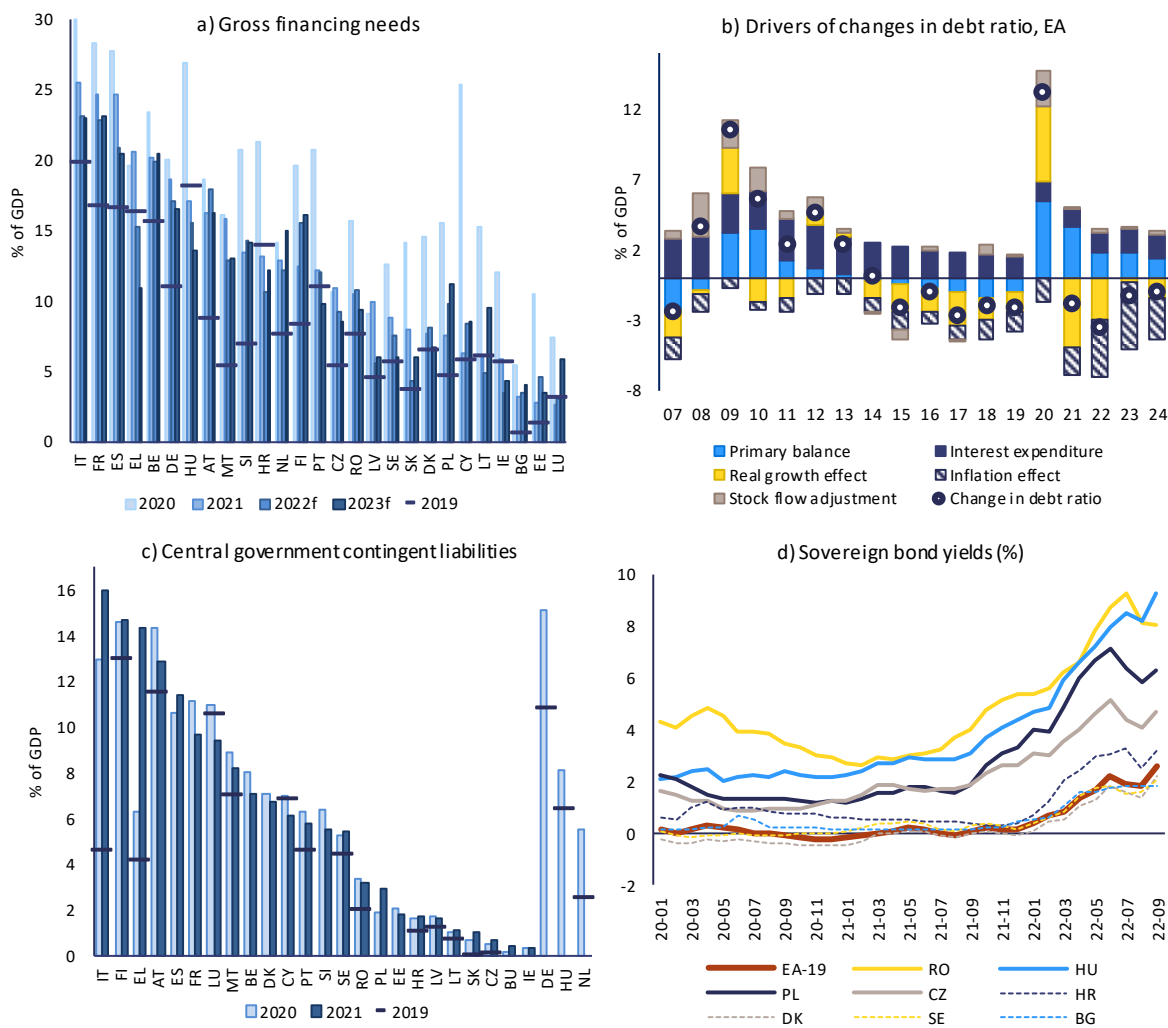 a) Gross financing needs
% of GDP
30
25
20
15
10
5
0
IT FR ES EL BE DE HU AT MT SI HR NL FI PT CZ RO LV SE SK DK PL CY LT IE BG EE LU
2020 2021 2022f 2023f 2019
b) Drivers of changes in debt ratio, EA
% of GDP
12
7
2
-3
-8
07 08 09 10 11 12 13 14 15 16 17 18 19 20 21 22 23 24
Primary balance Interest expenditure
Real growth effect Inflation effect
Stock flow adjustment Change in debt ratio
c) Central government contingent liabilities
% of GDP
16
14
12
10
8
6
4
2
0
IT FI EL AT ES FR LU MT BE DK CY PT SI SE RO PL EE HR LV LT SK CZ BU IE DE HU NL
2020 2021 2019
d) Sovereign bond yields (%)
10
8
6
4
2
0
-2
20-01 20-03 20-05 20-07 20-09 20-11 21-01 21-03 21-05 21-07 21-09 21-11 22-01 22-03 22-05 22-07 22-09
EA-19 RO HU
PL CZ HR
DK SE BG